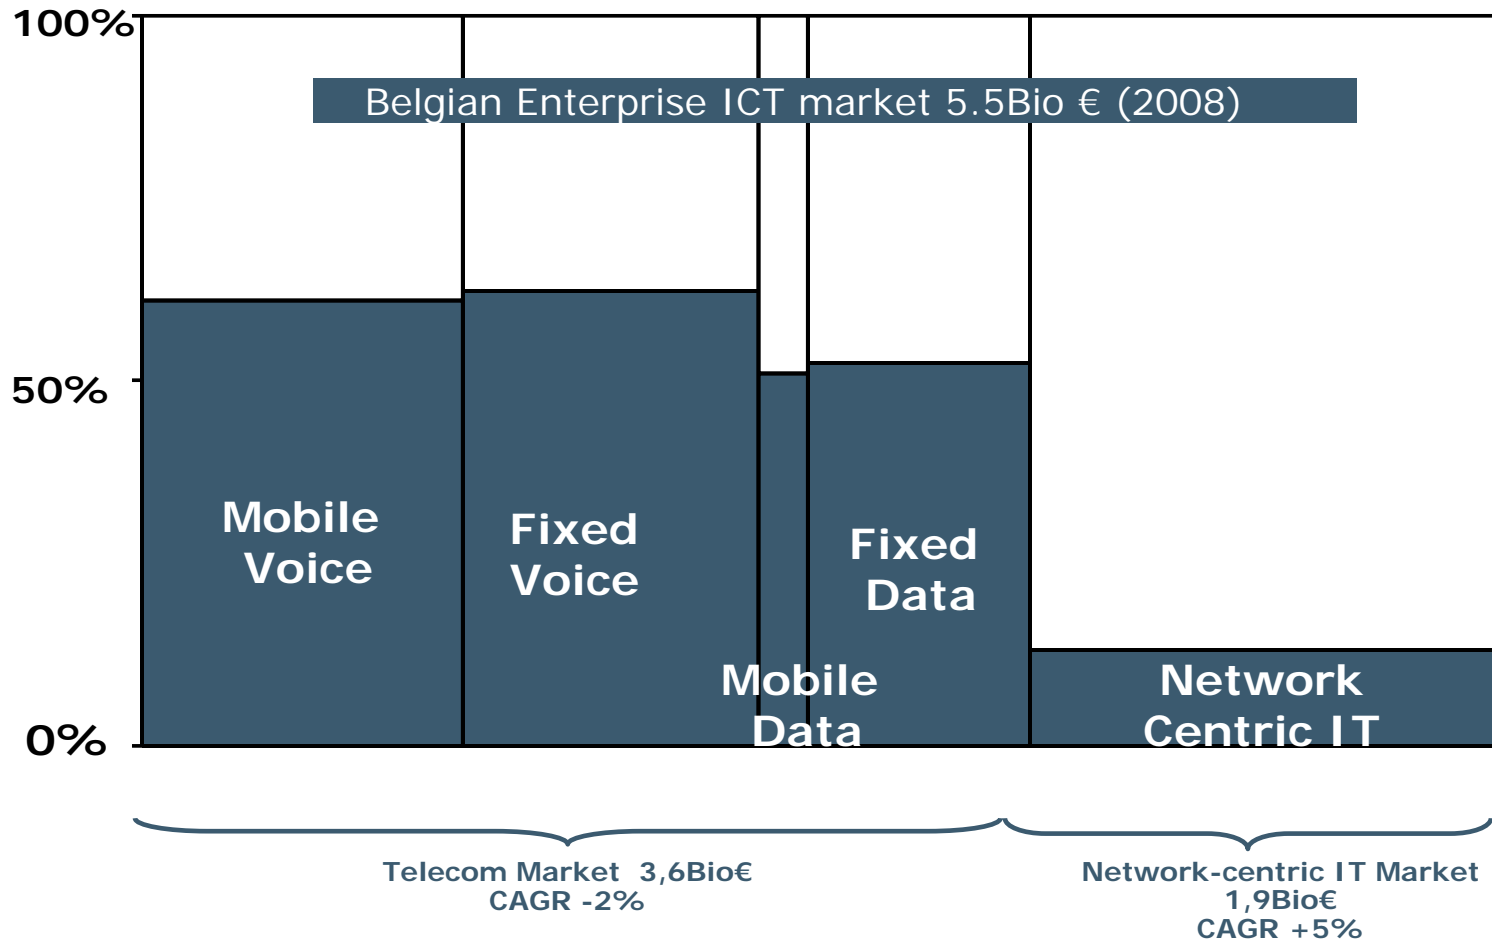 100%
Belgian Enterprise ICT market 5.5Bio € (2008)
50%
Mobile
Voice
Fixed
Voice
Fixed
Data
Mobile
Data
Network
Centric IT
0%
Telecom Market 3,6Bio€
CAGR -2%
Network-centric IT Market
1,9Bio€
CAGR +5%